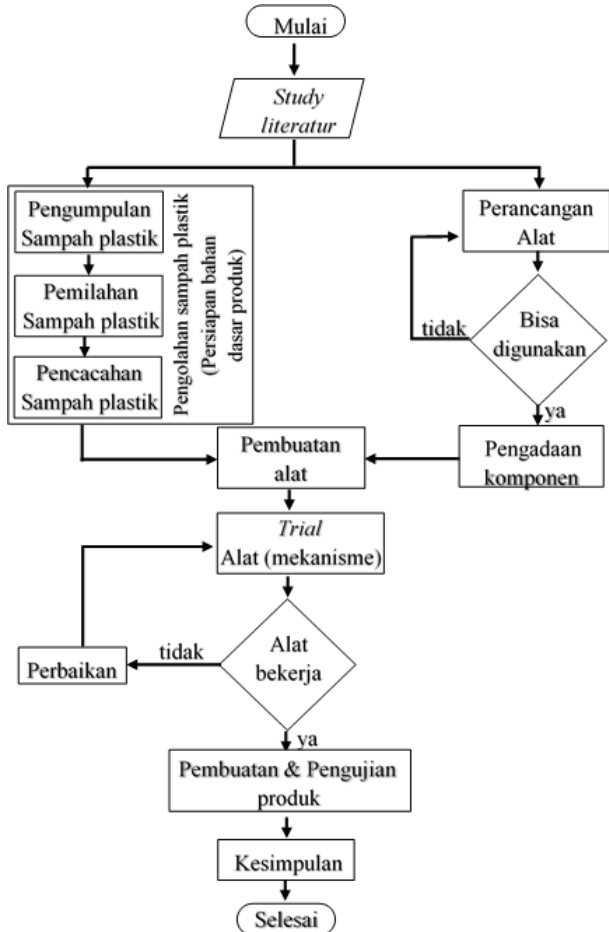 Mulai
Study
literatur
Pengumpulan
Sampah plastik
Pemilahan
Sampah plastik
Pencacahan
Sampah plastik
Pengolahan sampah plastik
(Persiapan bahan
dasar produk)
Perancangan
Alat
Bisa
digunakan
tidak
ya
Pengadaan
komponen
Pembuatan
alat
Trial
Alat (mekanisme)
Alat
bekerja
tidak
Perbaikan
ya
Pembuatan & Pengujian
produk
Kesimpulan
Selesai